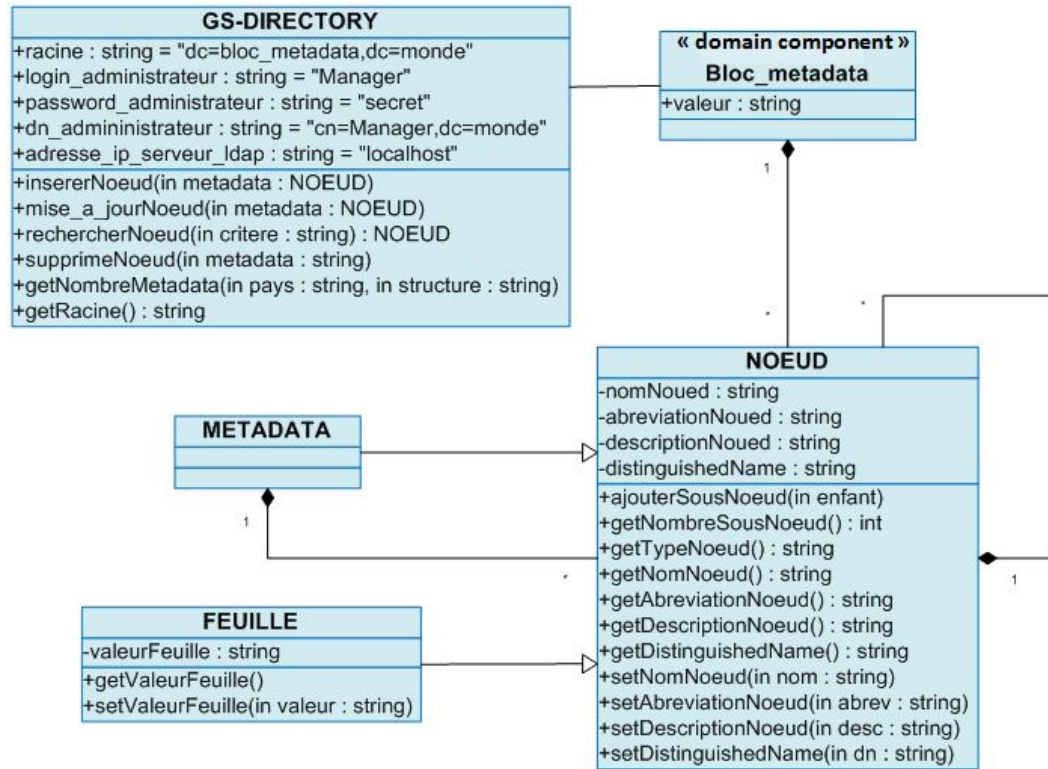 GS-DIRECTORY
+racine : string = "dc=bloc_metadata,dc=monde"
+login_administrateur : string = "Manager"
+password_administrateur : string = "secret"
+dn_admininistrateur : string = "cn=Manager,dc=monde"
+adresse_ip_serveur_ldap : string = "localhost"
+insererNoeud(in metadata : NOEUD)
+mise_a_jourNoeud(in metadata : NOEUD)
+rechercherNoeud(in critere : string) : NOEUD
+supprimeNoeud(in metadata : string)
+getNombreMetadata(in pays : string, in structure : string)
+getRacine() : string
« domain component »
Bloc_metadata
+valeur : string
1
*
*
NOEUD
-nomNoued : string
-abreviationNoued : string
-descriptionNoued : string
-distinguishedName : string
+ajouterSousNoeud(in enfant)
+getNombreSousNoeud() : int
+getTypeNoeud() : string
+getNomNoeud() : string
+getAbreviationNoeud() : string
+getDescriptionNoeud() : string
+getDistinguishedName() : string
+setNomNoeud(in nom : string)
+setAbreviationNoeud(in abrev : string)
+setDescriptionNoeud(in desc : string)
+setDistinguishedName(in dn : string)
1
METADATA
1
*
FEUILLE
-valeurFeuille : string
+getValeurFeuille()
+setValeurFeuille(in valeur : string)